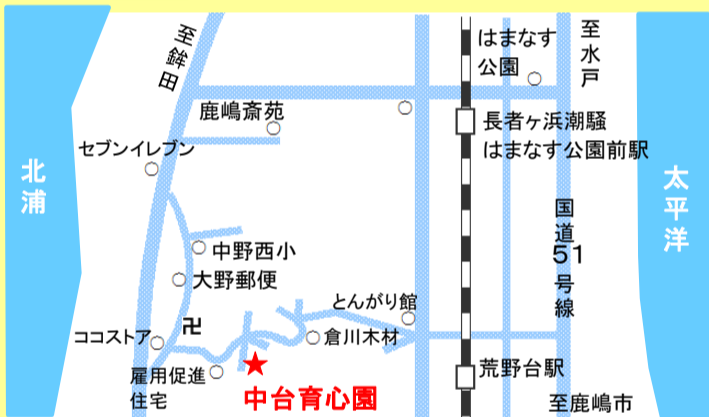 至鉾田
はまなす
公園
至水戸
鹿嶋斎苑
長者ヶ浜潮騒
はまなす公園前駅
セブンイレブン
北浦
太平洋
国道51号線
中野西小
大野郵便
とんがり館
卍
ココストア
倉川木材
雇用促進
住宅
荒野台駅
中台育心園
至鹿嶋市